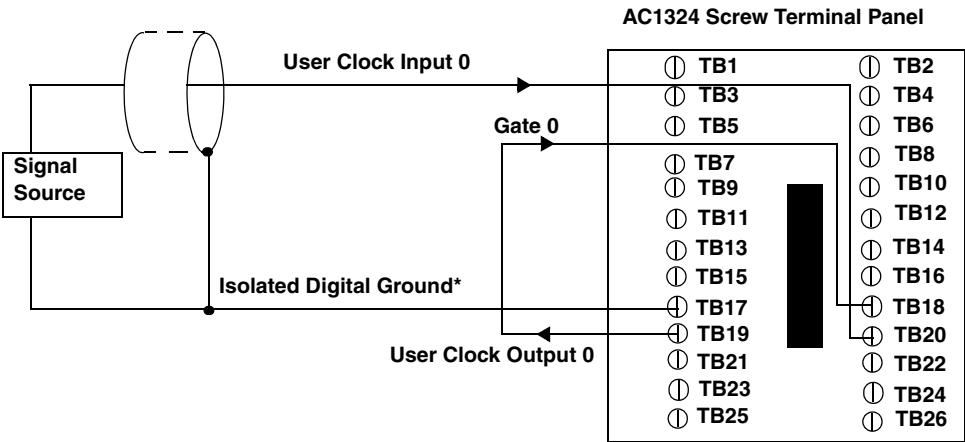 AC1324 Screw Terminal Panel
User Clock Input 0
TB1 TB2
TB3 TB4
Gate 0
TB5 TB6
Signal
Source
TB7 TB8
TB9 TB10
TB11 TB12
TB13 TB14
TB15 TB16
Isolated Digital Ground*
TB17 TB18
TB19 TB20
User Clock Output 0
TB21 TB22
TB23 TB24
TB25 TB26